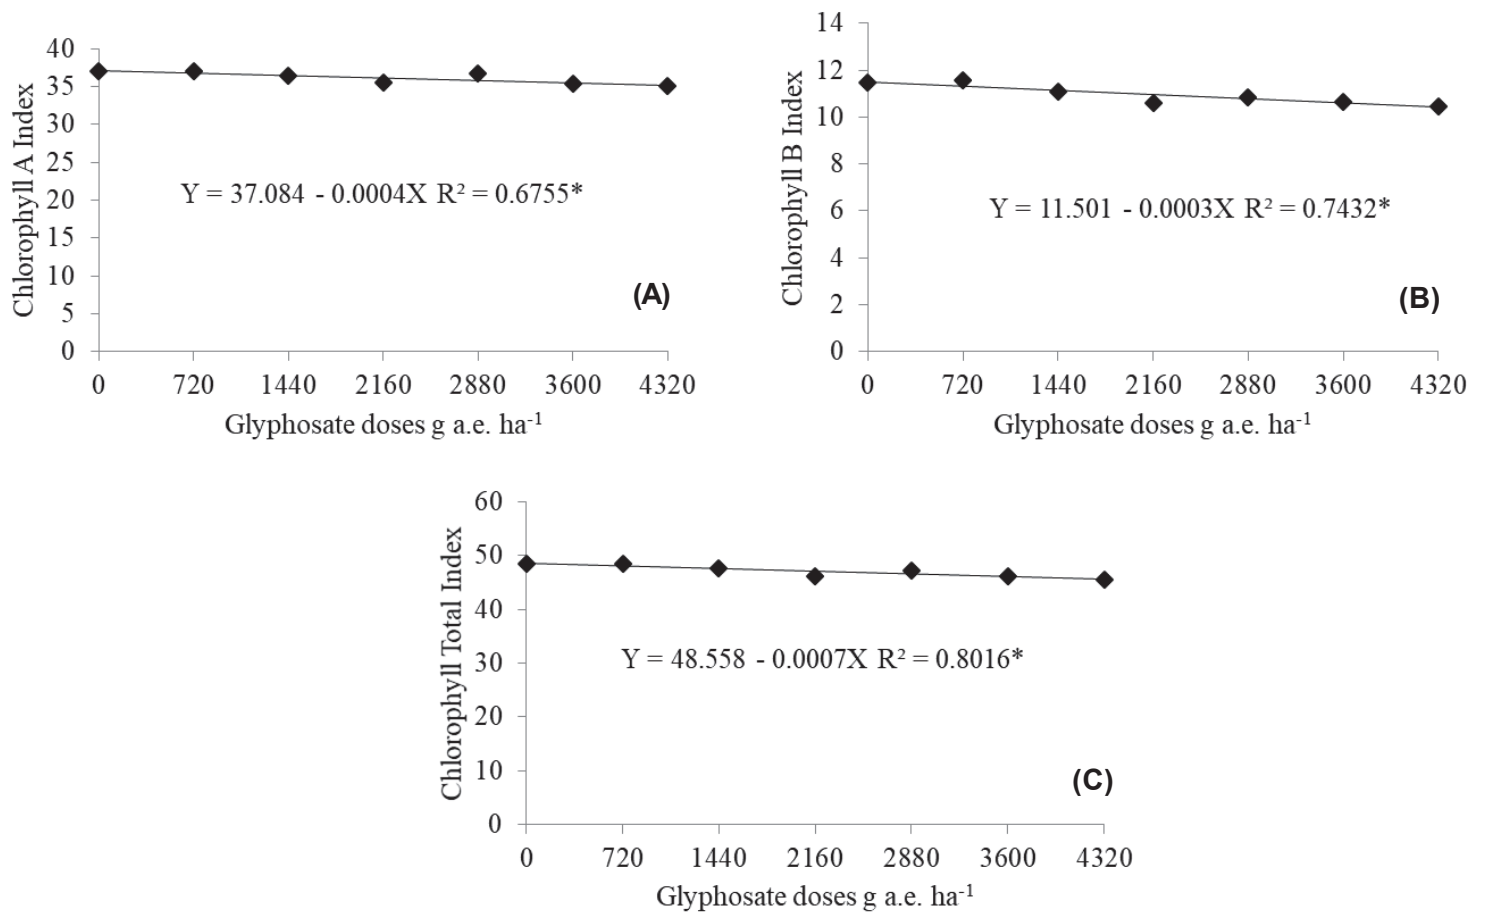 Chlorophyll A Index
40
35
30
25
20
15
10
5
0
Y = 37.084 - 0.0004X R² = 0.6755*
(A)
0 720 1440 2160 2880 3600 4320
Glyphosate doses g a.e. ha⁻¹
Chlorophyll B Index
14
12
10
8
6
4
2
0
Y = 11.501 - 0.0003X R² = 0.7432*
(B)
0 720 1440 2160 2880 3600 4320
Glyphosate doses g a.e. ha⁻¹
Chlorophyll Total Index
60
50
40
30
20
10
0
Y = 48.558 - 0.0007X R² = 0.8016*
(C)
0 720 1440 2160 2880 3600 4320
Glyphosate doses g a.e. ha⁻¹